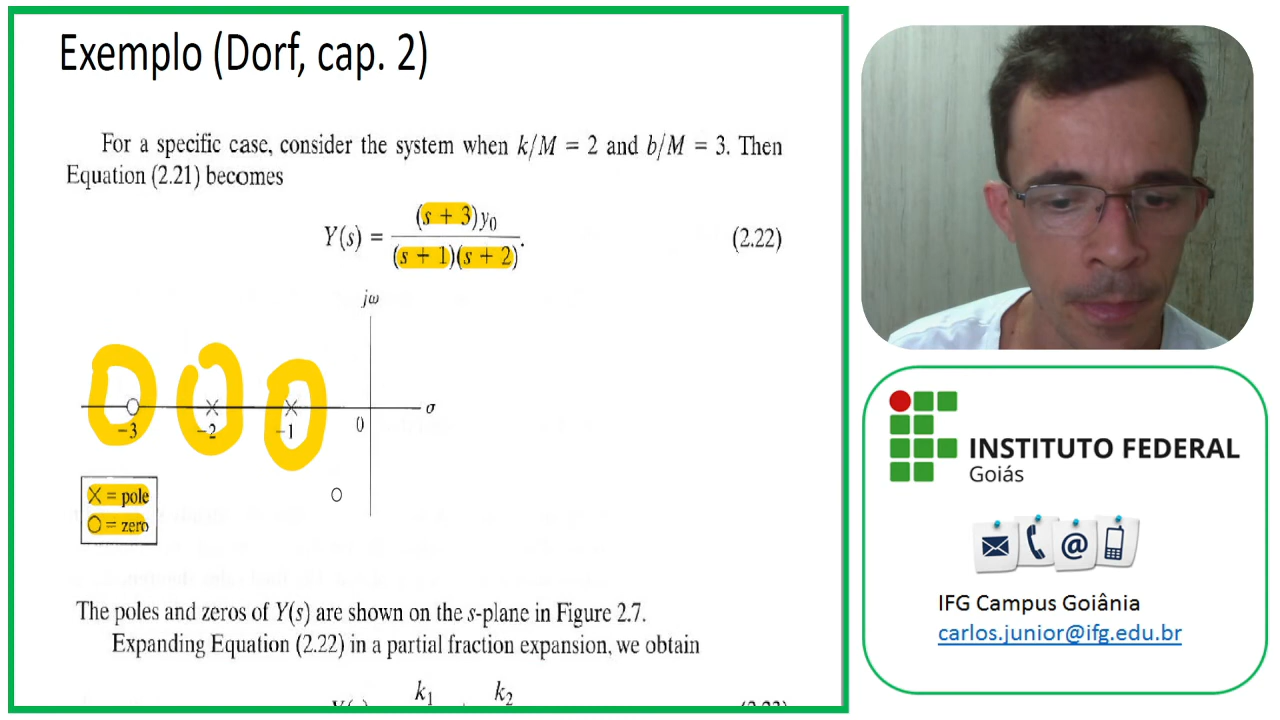 Exemplo (Dorf, cap. 2)
For a specific case, consider the system when k/M = 2 and b/M = 3. Then
Equation (2.21) becomes
Y(s) = (s + 3)y₀ / (s + 1)(s + 2). (2.22)
jω
σ
-3 -2 -1 0
× = pole
○ = zero
The poles and zeros of Y(s) are shown on the s-plane in Figure 2.7.
Expanding Equation (2.22) in a partial fraction expansion, we obtain
k₁ k₂
INSTITUTO FEDERAL
Goiás
@
IFG Campus Goiânia
carlos.junior@ifg.edu.br